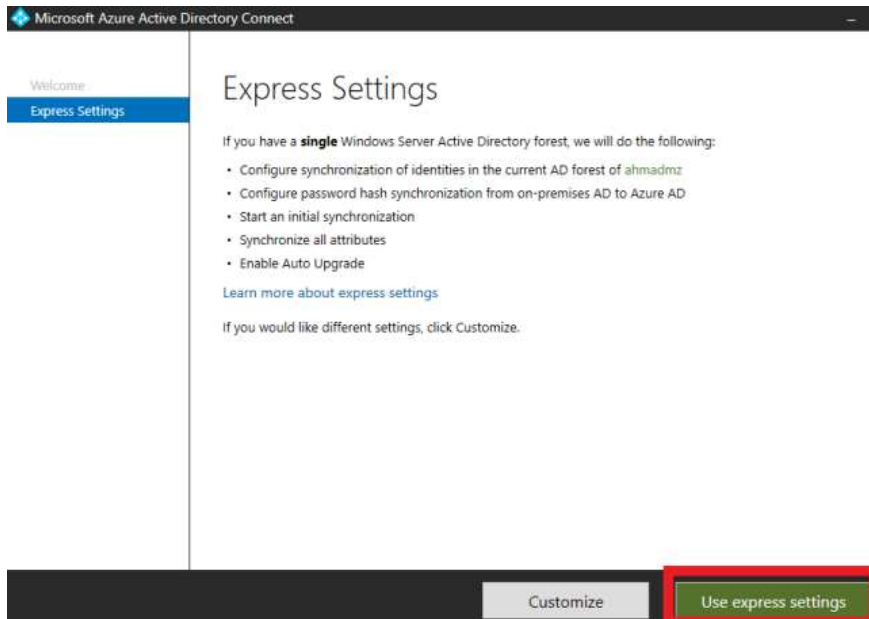 Microsoft Azure Active Directory Connect
Welcome
Express Settings
Express Settings
If you have a single Windows Server Active Directory forest, we will do the following:
• Configure synchronization of identities in the current AD forest of ahmadmz
• Configure password hash synchronization from on-premises AD to Azure AD
• Start an initial synchronization
• Synchronize all attributes
• Enable Auto Upgrade
Learn more about express settings
If you would like different settings, click Customize.
Customize
Use express settings